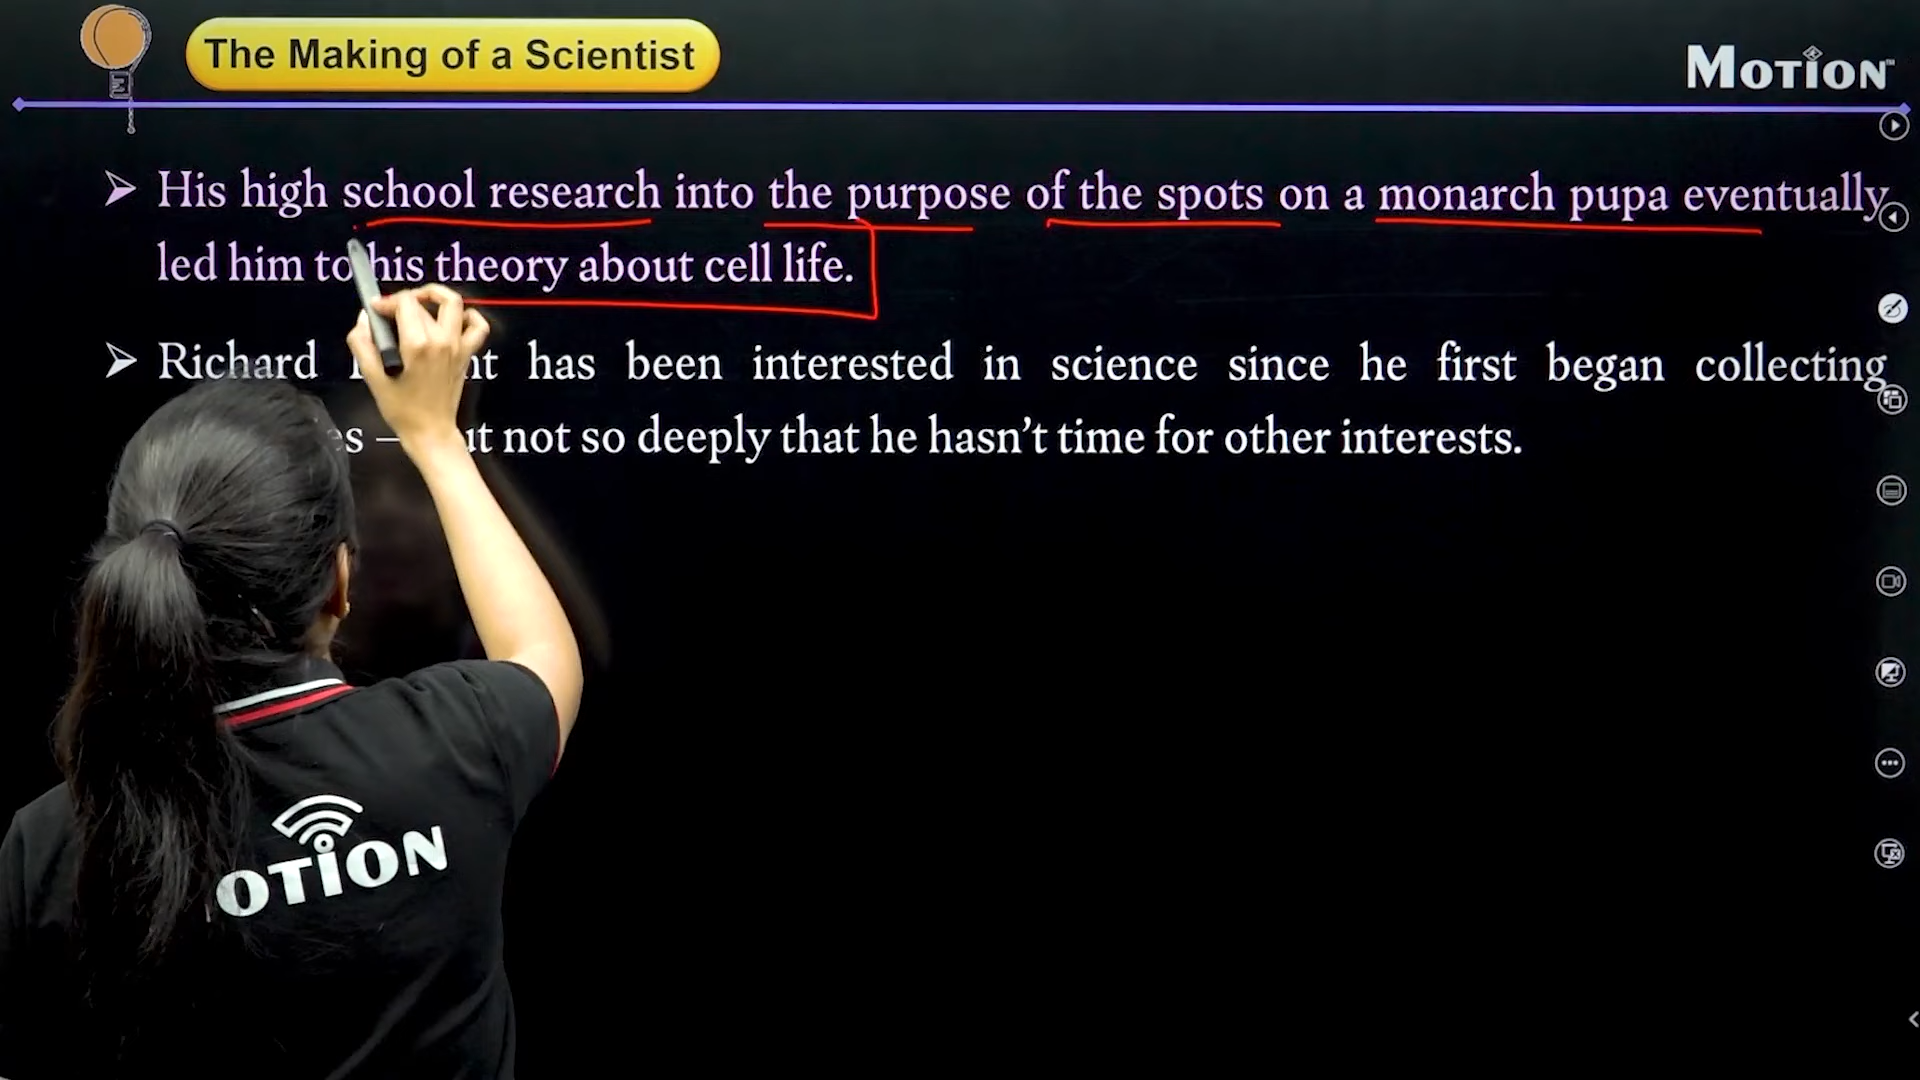 The Making of a Scientist
MOTION
His high school research into the purpose of the spots on a monarch pupa eventually
led him to his theory about cell life.
Richard has been interested in science since he first began collecting
not so deeply that he hasn't time for other interests.
OTION